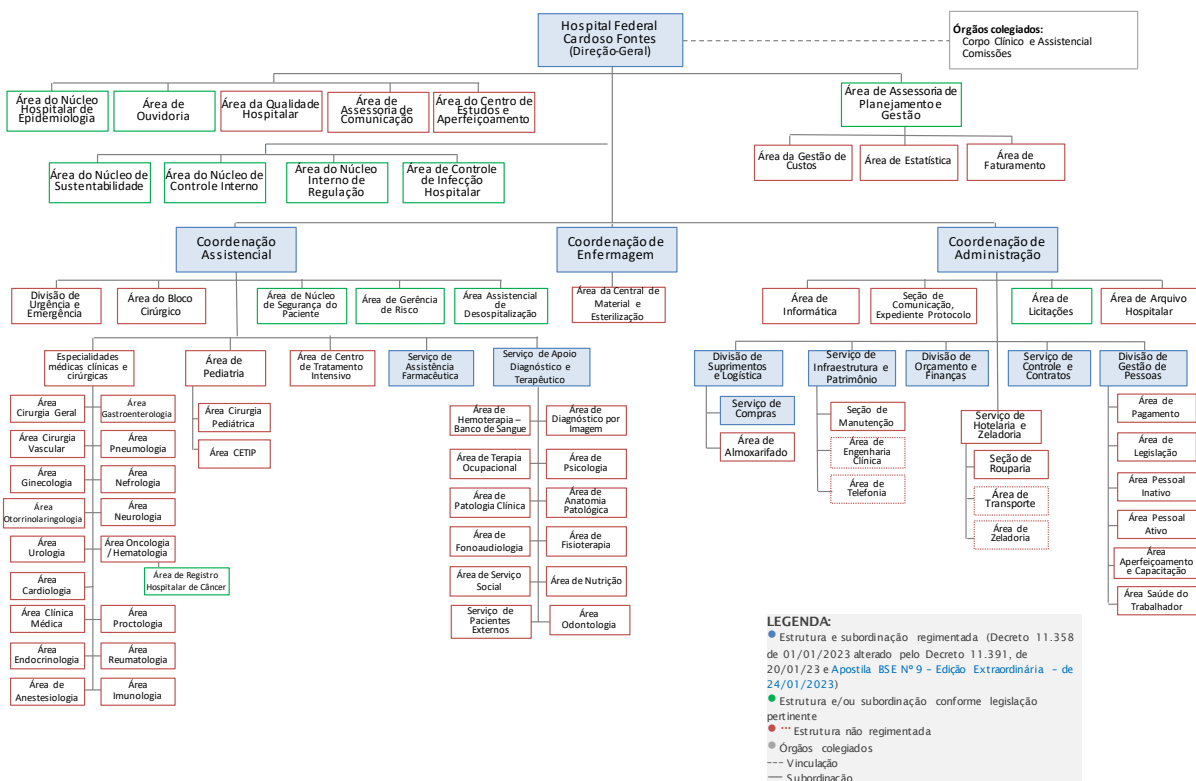 Hospital Federal
Cardoso Fontes
(Direção-Geral)
Órgãos colegiados:
Corpo Clínico e Assistencial
Comissões
Área do Núcleo
Hospitalar de
Epidemiologia
Área de
Ouvidoria
Área da Qualidade
Hospitalar
Área de
Assessoria de
Comunicação
Área do Centro de
Estudos e
Aperfeiçoamento
Área de Assessoria de
Planejamento e
Gestão
Área da Gestão de
Custos
Área de Estatística
Área de
Faturamento
Área do Núcleo de
Sustentabilidade
Área do Núcleo de
Controle Interno
Área do Núcleo
Interno de
Regulação
Área de Controle
de Infecção
Hospitalar
Coordenação
Assistencial
Coordenação de
Enfermagem
Coordenação de
Administração
Divisão de
Urgência e
Emergência
Área do Bloco
Cirúrgico
Área de Núcleo
de Segurança do
Paciente
Área de Gerência
de Risco
Área Assistencial
Desospitalização
Área da Central de
Material e
Esterilização
Área de
Informática
Seção de
Comunicação,
Expediente Protocolo
Área de
Licitações
Área de Arquivo
Hospitalar
Especialidades
médicas clínicas e
cirúrgicas
Área de
Pediatria
Área de Centro
de Tratamento
Intensivo
Serviço de
Assistência
Farmacêutica
Serviço de Apoio
Diagnóstico e
Terapêutico
Divisão de
Suprimentos
e Logística
Serviço de
Infraestrutura e
Patrimônio
Divisão de
Orçamento e
Finanças
Serviço de
Controle e
Contratos
Divisão de
Gestão de
Pessoas
Área
Cirurgia Geral
Área
Gastroenterologia
Área Cirurgia
Vascular
Área
Pneumologia
Área
Ginecologia
Área
Nefrologia
Área
Otorrinolaringologia
Área
Neurologia
Área
Urologia
Área Oncologia
/ Hematologia
Área de Registro
Hospitalar de Câncer
Área
Cardiologia
Área Clínica
Médica
Área
Proctologia
Área
Endocrinologia
Área
Reumatologia
Área de
Anestesiologia
Área
Imunologia
Área Cirurgia
Pediátrica
Área CETIP
Área de
Hemoterapia –
Banco de Sangue
Área de
Diagnóstico por
Imagem
Área de Terapia
Ocupacional
Área de
Psicologia
Área de
Patologia Clínica
Área de
Anatomia
Patológica
Área de
Fonoaudiologia
Área de
Fisioterapia
Área de Serviço
Social
Área de Nutrição
Serviço de
Pacientes
Externos
Área
Odontologia
Serviço de
Compras
Área de
Almoxarifado
Seção de
Manutenção
Área de
Engenharia
Clínica
Área de
Telefonia
Serviço de
Hotelaria e
Zeladoria
Seção de
Rouparia
Área de
Transporte
Área de
Zeladoria
Área de
Pagamento
Área de
Legislação
Área Pessoal
Inativo
Área Pessoal
Ativo
Área
Aperfeiçoamento
e Capacitação
Área Saúde do
Trabalhador
LEGENDA:
Estrutura e subordinação regimentada (Decreto 11.358
de 01/01/2023 alterado pelo Decreto 11.391, de
20/01/23 e Apostila BSE Nº 9 – Edição Extraordinária – de
24/01/2023)
Estrutura e/ou subordinação conforme legislação
pertinente
Estrutura não regimentada
Órgãos colegiados
--- Vinculação
— Subordinação